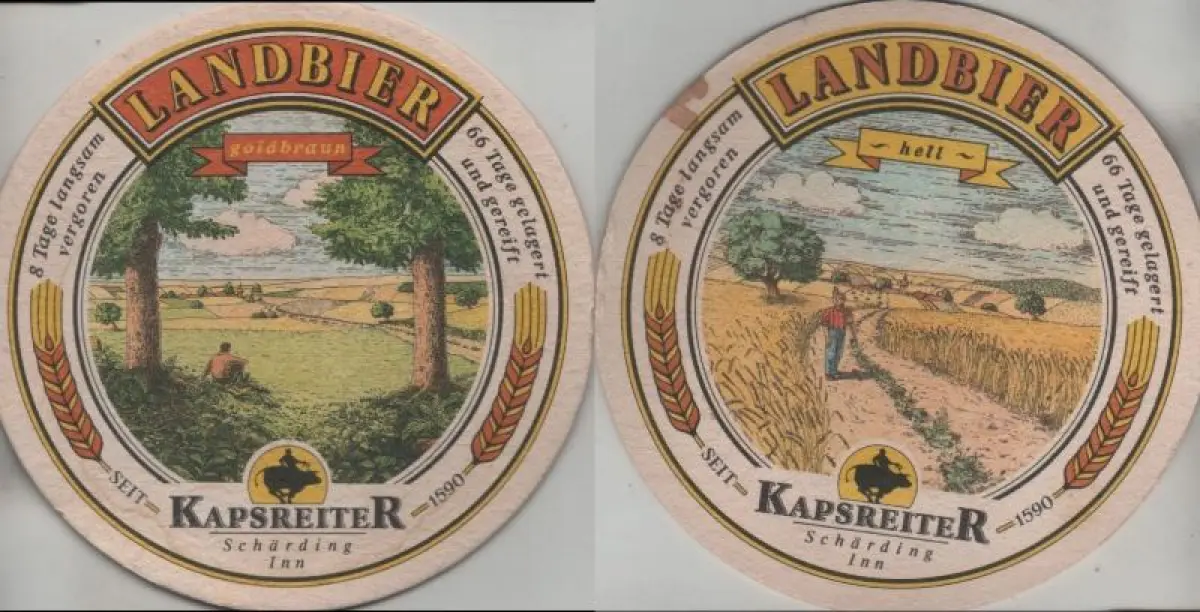 LANDBIER
goldbraun
8 Tage langsam
vergoren
66 Tage gelagert
und gereift
SEIT
1590
KAPSREITER
Schärding
Inn
LANDBIER
~ hell ~
8 Tage langsam
vergoren
66 Tage gelagert
und gereift
SEIT
1590
KAPSREITER
Schärding
Inn